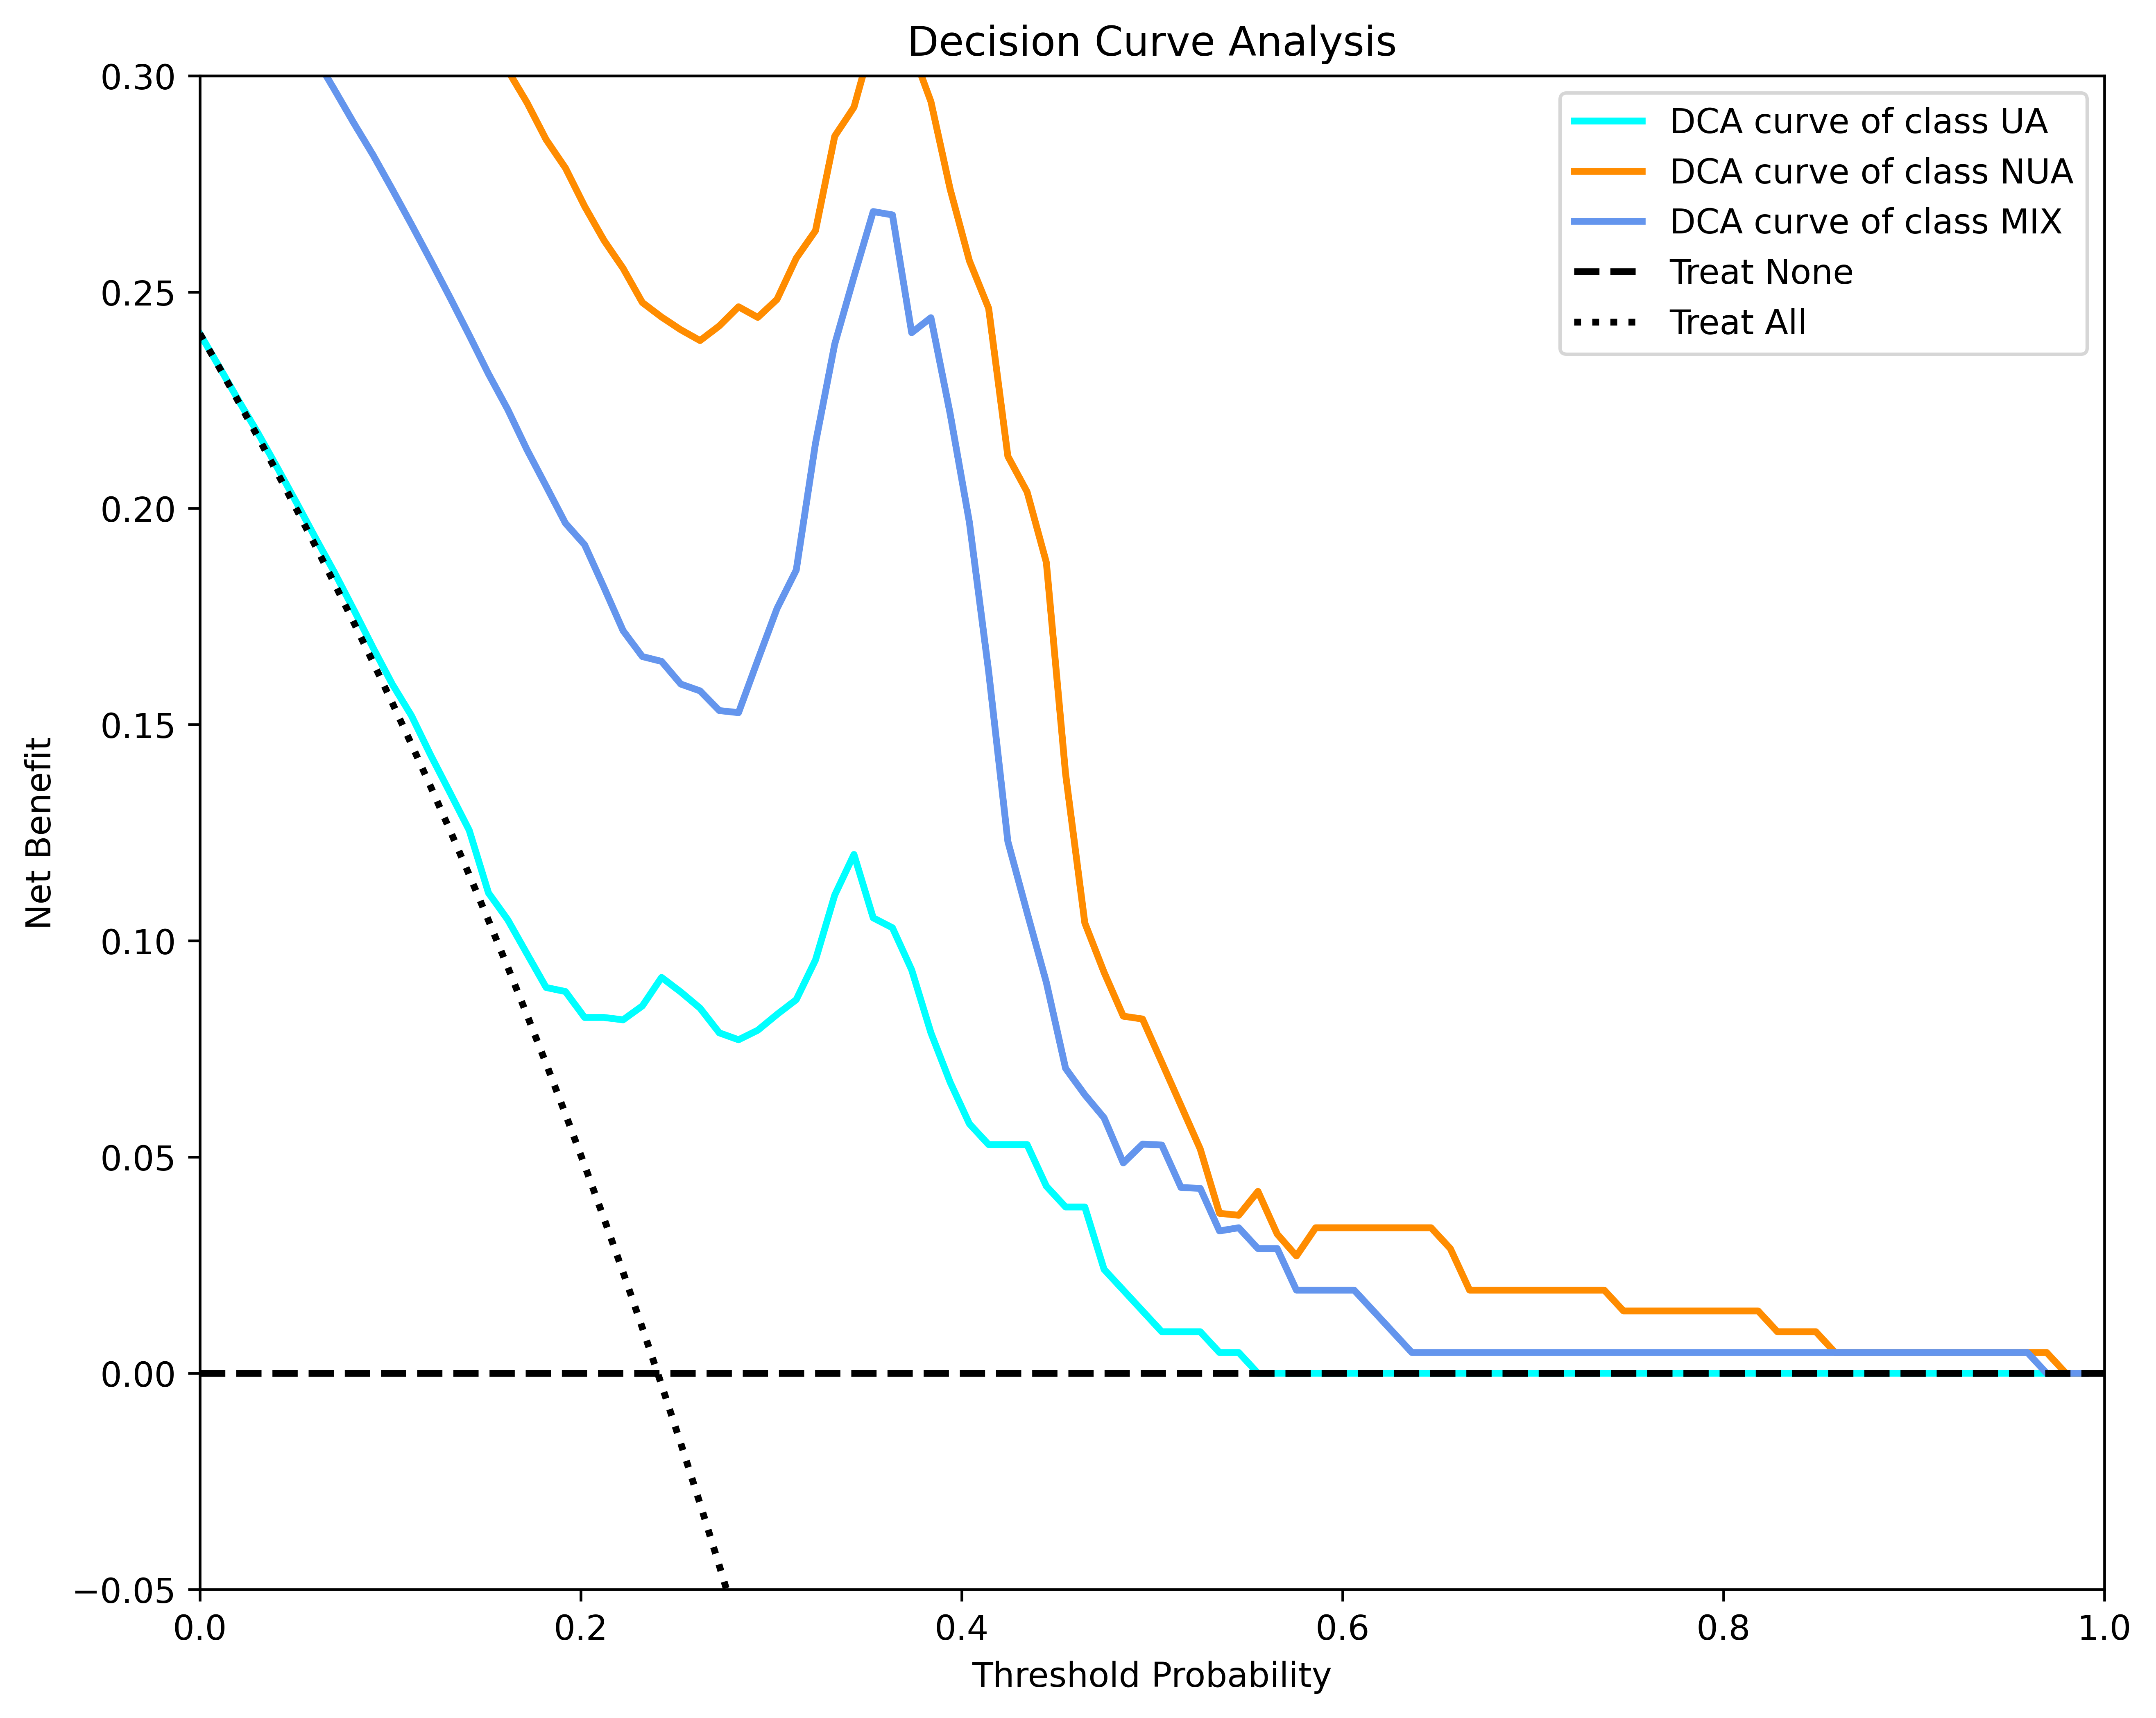 Decision Curve Analysis
0.30
0.25
0.20
0.15
0.10
0.05
0.00
−0.05
Net Benefit
DCA curve of class UA
DCA curve of class NUA
DCA curve of class MIX
Treat None
Treat All
0.0 0.2 0.4 0.6 0.8 1.0
Threshold Probability